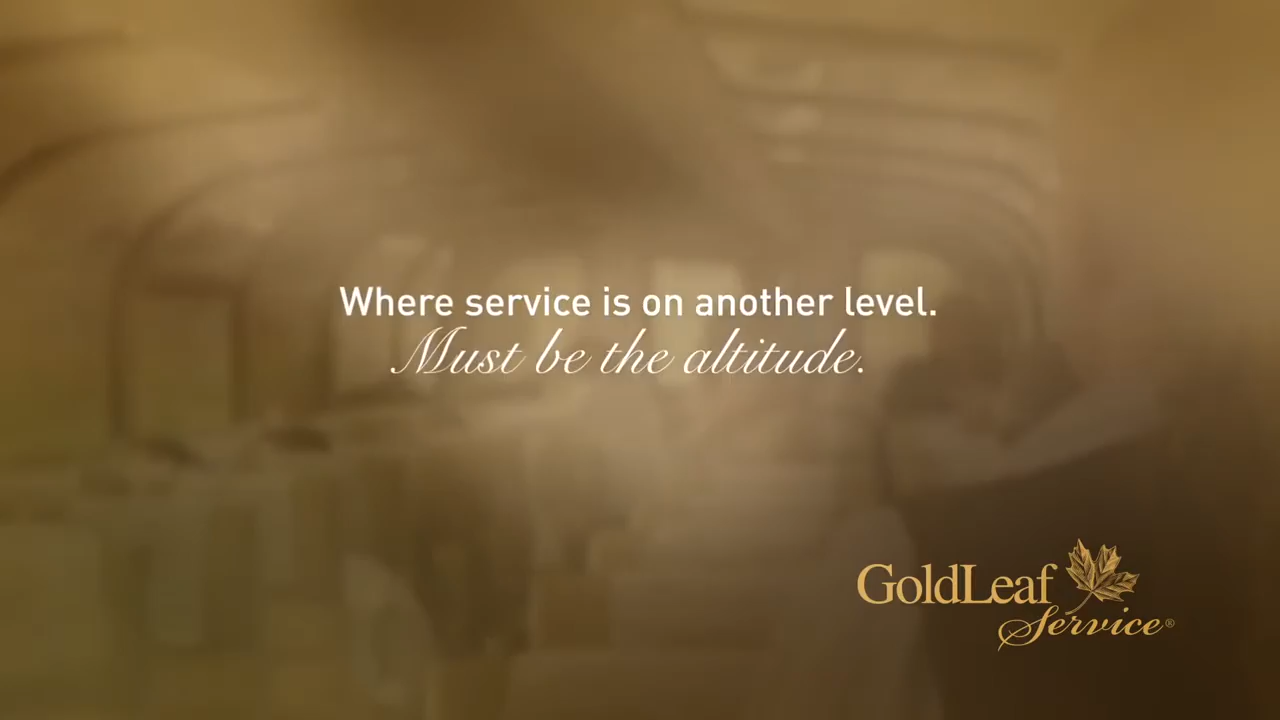 Where service is on another level.
Must be the altitude.
GoldLeaf
Service®